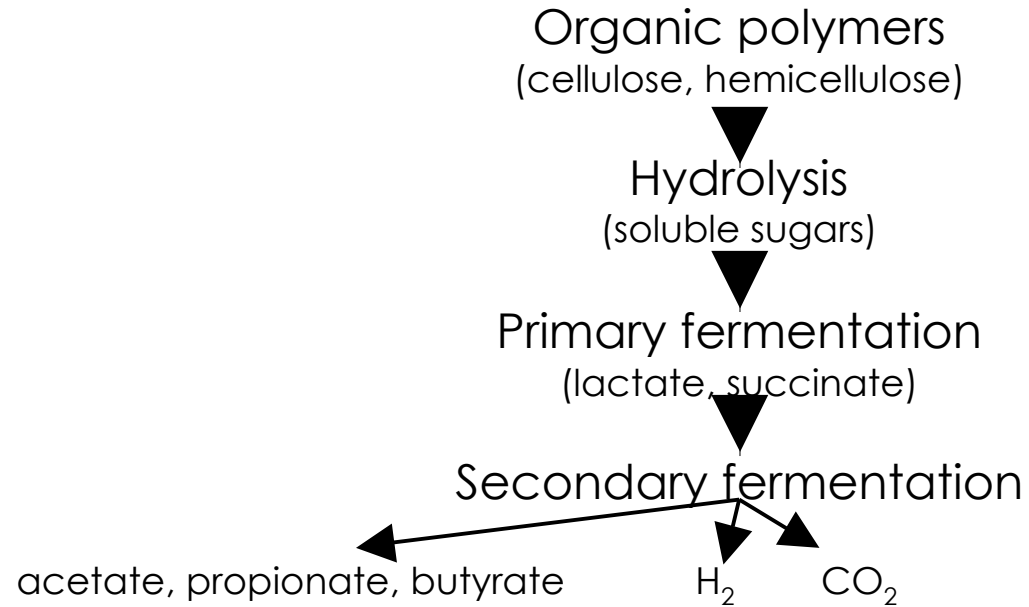 Organic polymers
(cellulose, hemicellulose)
Hydrolysis
(soluble sugars)
Primary fermentation
(lactate, succinate)
Secondary fermentation
acetate, propionate, butyrate H₂ CO₂